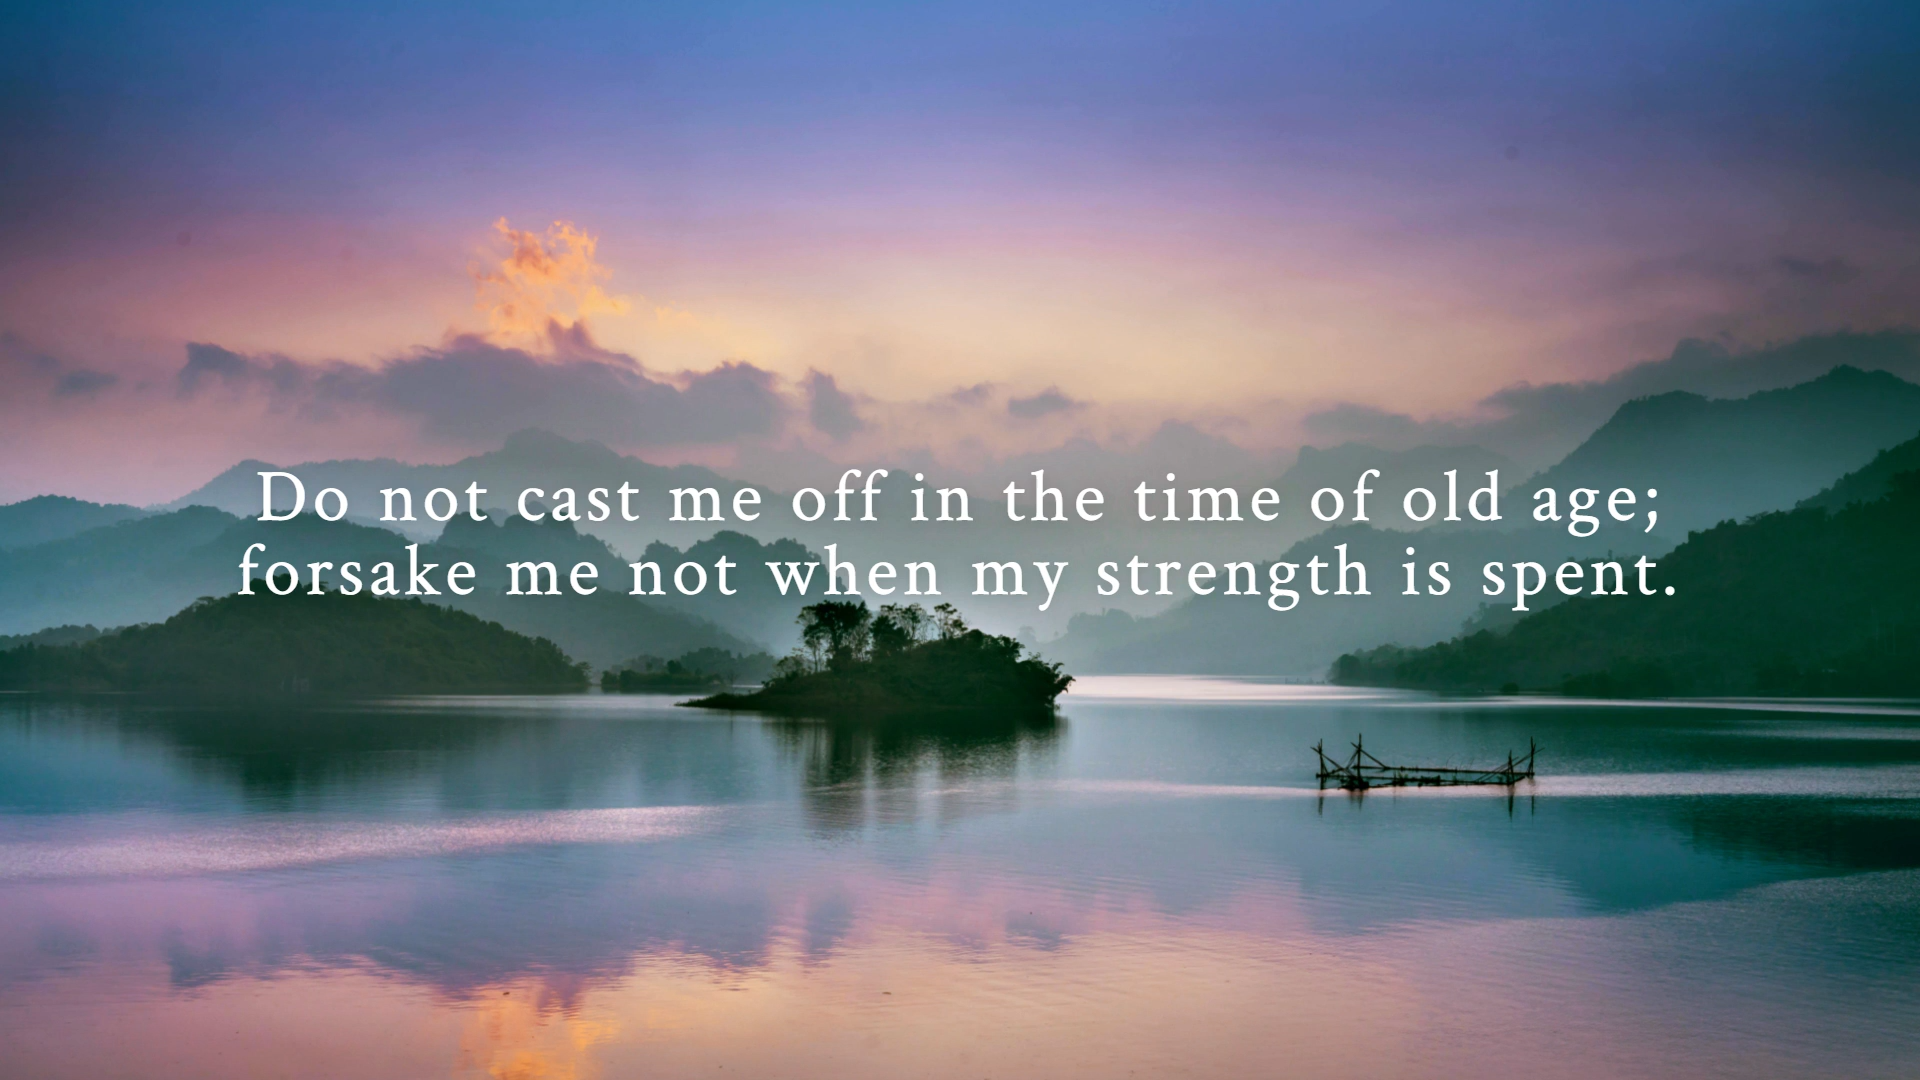 Do not cast me off in the time of old age;
forsake me not when my strength is spent.